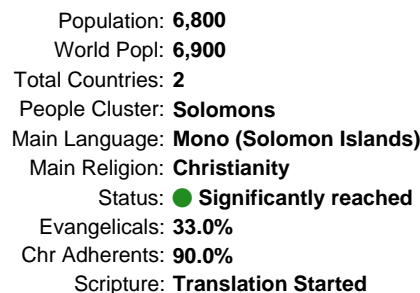 Population: 6,800
World Popl: 6,900
Total Countries: 2
People Cluster: Solomons
Main Language: Mono (Solomon Islands)
Main Religion: Christianity
Status: Significantly reached
Evangelicals: 33.0%
Chr Adherents: 90.0%
Scripture: Translation Started